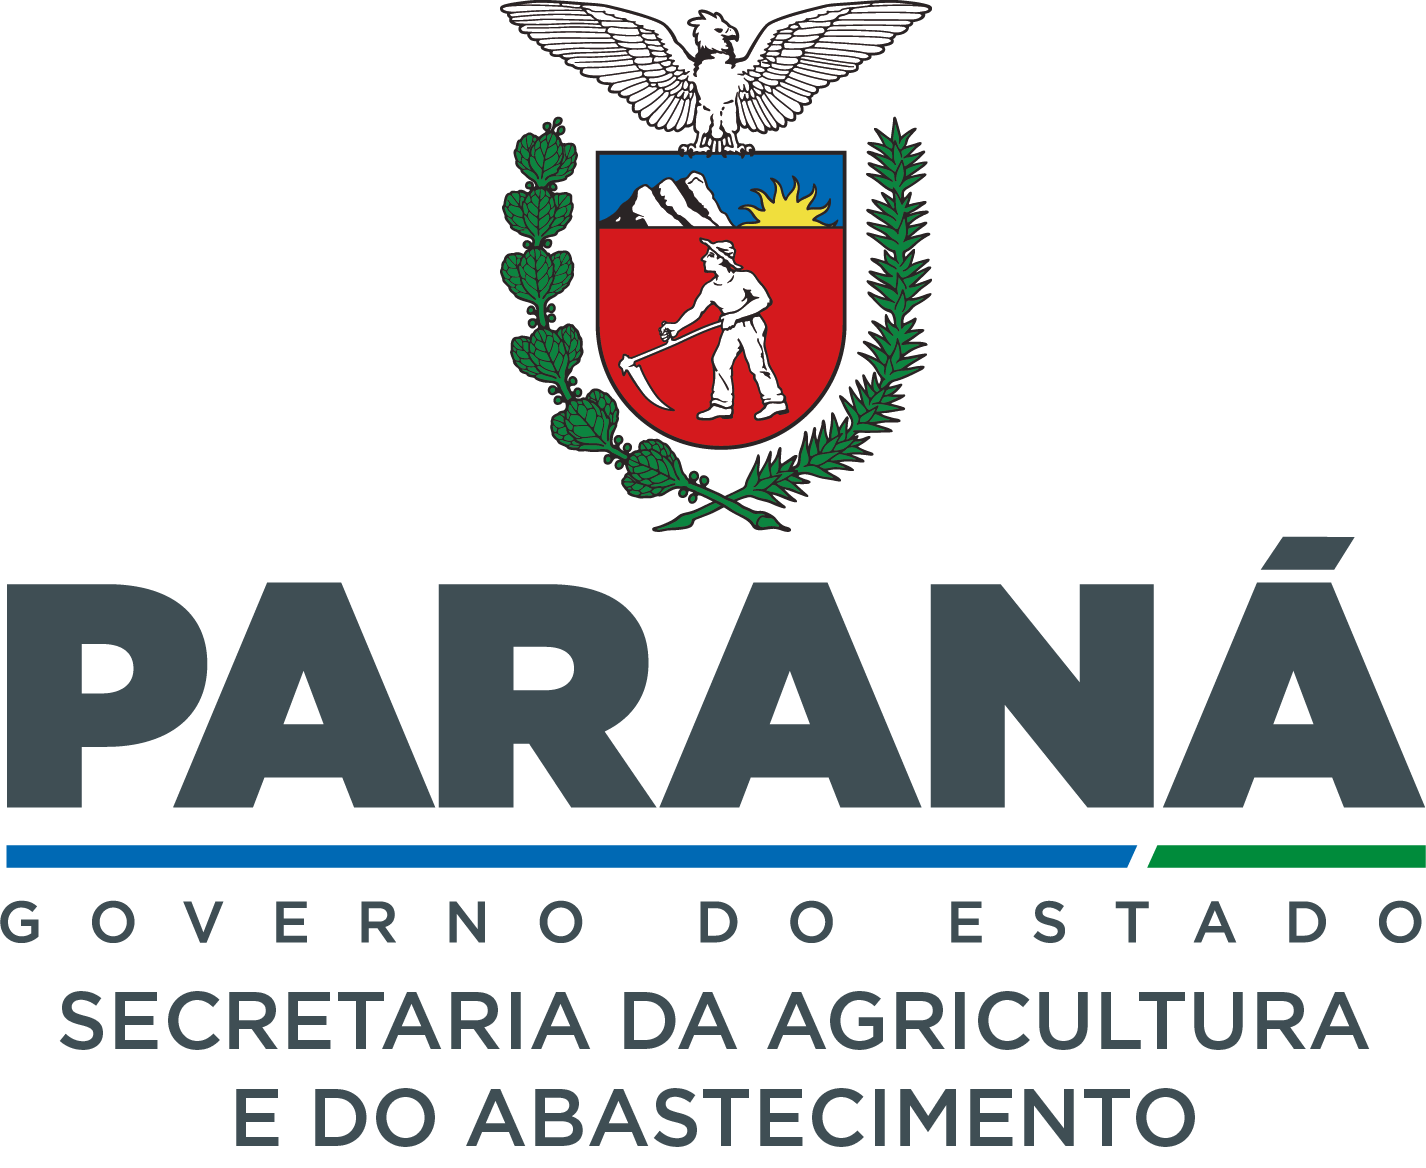 PARANÁ
GOVERNO DO ESTADO
SECRETARIA DA AGRICULTURA
E DO ABASTECIMENTO